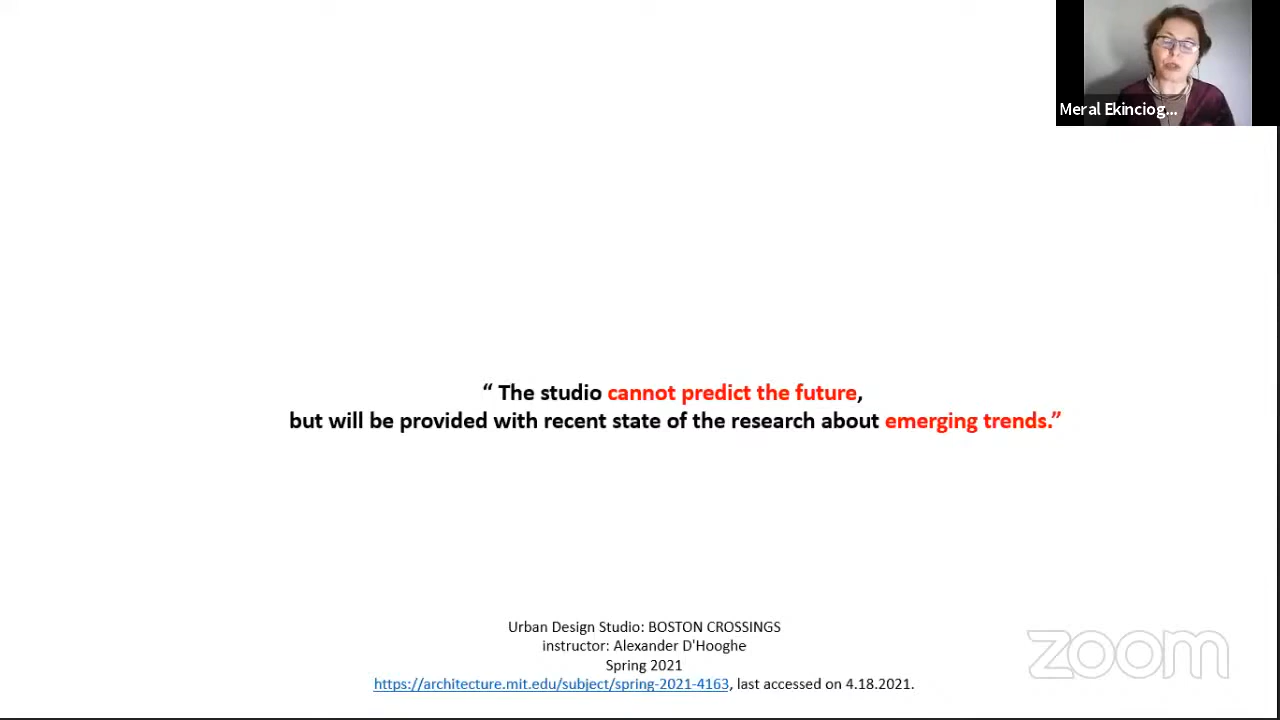 Meral Ekinciog...
“ The studio cannot predict the future,
but will be provided with recent state of the research about emerging trends.”
Urban Design Studio: BOSTON CROSSINGS
instructor: Alexander D'Hooghe
Spring 2021
https://architecture.mit.edu/subject/spring-2021-4163, last accessed on 4.18.2021.
zoom